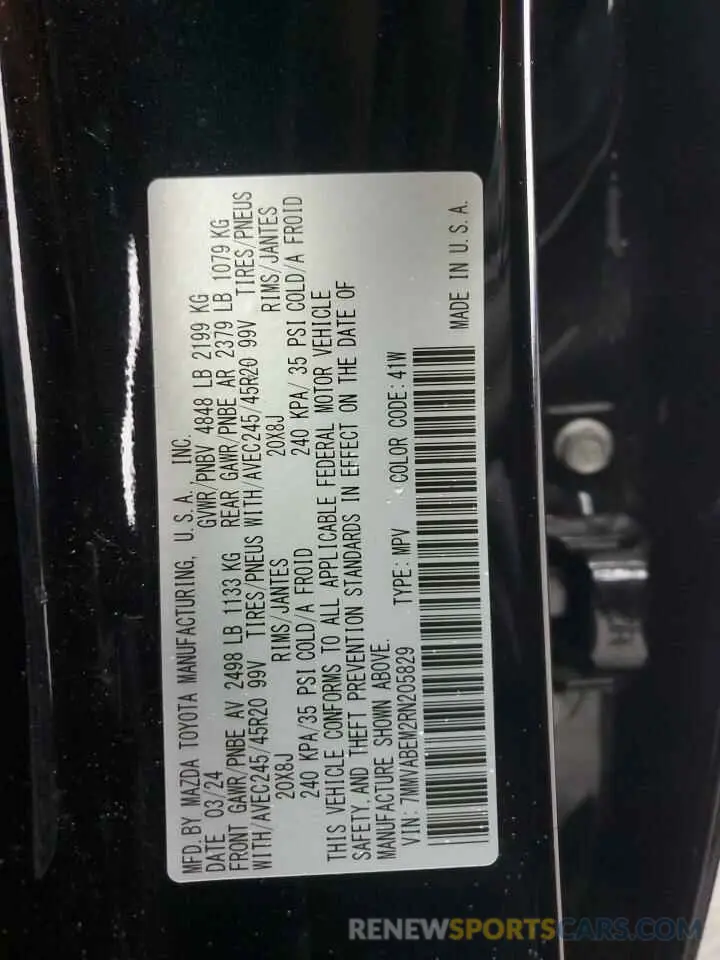 MFD. BY MAZDA TOYOTA MANUFACTURING, U.S.A., INC.
DATE 03/24 GVWR/PNBV 4848 LB 2199 KG
FRONT GAWR/PNBE AV 2498 LB 1133 KG REAR GAWR/PNBE AR 2379 LB 1079 KG
WITH/AVEC245/45R20 99V TIRES/PNEUS WITH/AVEC245/45R20 99V TIRES/PNEUS
20X8J RIMS/JANTES 20X8J RIMS/JANTES
240 KPA/35 PSI COLD/A FROID 240 KPA/ 35 PSI COLD/A FROID
THIS VEHICLE CONFORMS TO ALL APPLICABLE FEDERAL MOTOR VEHICLE
SAFETY, AND THEFT PREVENTION STANDARDS IN EFFECT ON THE DATE OF
MANUFACTURE SHOWN ABOVE.
VIN: 7MMVABEM2RN205829 TYPE: MPV COLOR CODE: 41W
MADE IN U.S.A.
RENEWSPORTSCARS.COM